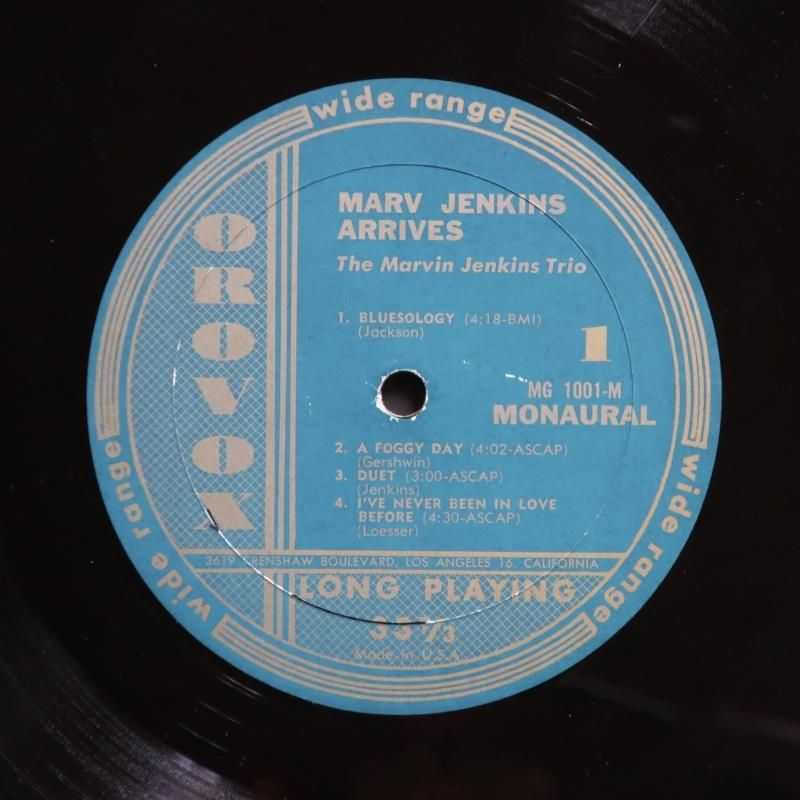 wide range
MARV JENKINS
ARRIVES
The Marvin Jenkins Trio
OROVOX
1. BLUESOLOGY (4:18-BMI)
(Jackson)
1
MG 1001-M
MONAURAL
2. A FOGGY DAY (4:02-ASCAP)
(Gershwin)
3. DUET (3:00-ASCAP)
(Jenkins)
4. I'VE NEVER BEEN IN LOVE
BEFORE (4:30-ASCAP)
(Loesser)
wide range
wide range
3619 CRENSHAW BOULEVARD, LOS ANGELES 16, CALIFORNIA
LONG PLAYING
33⅓
Made in U.S.A.